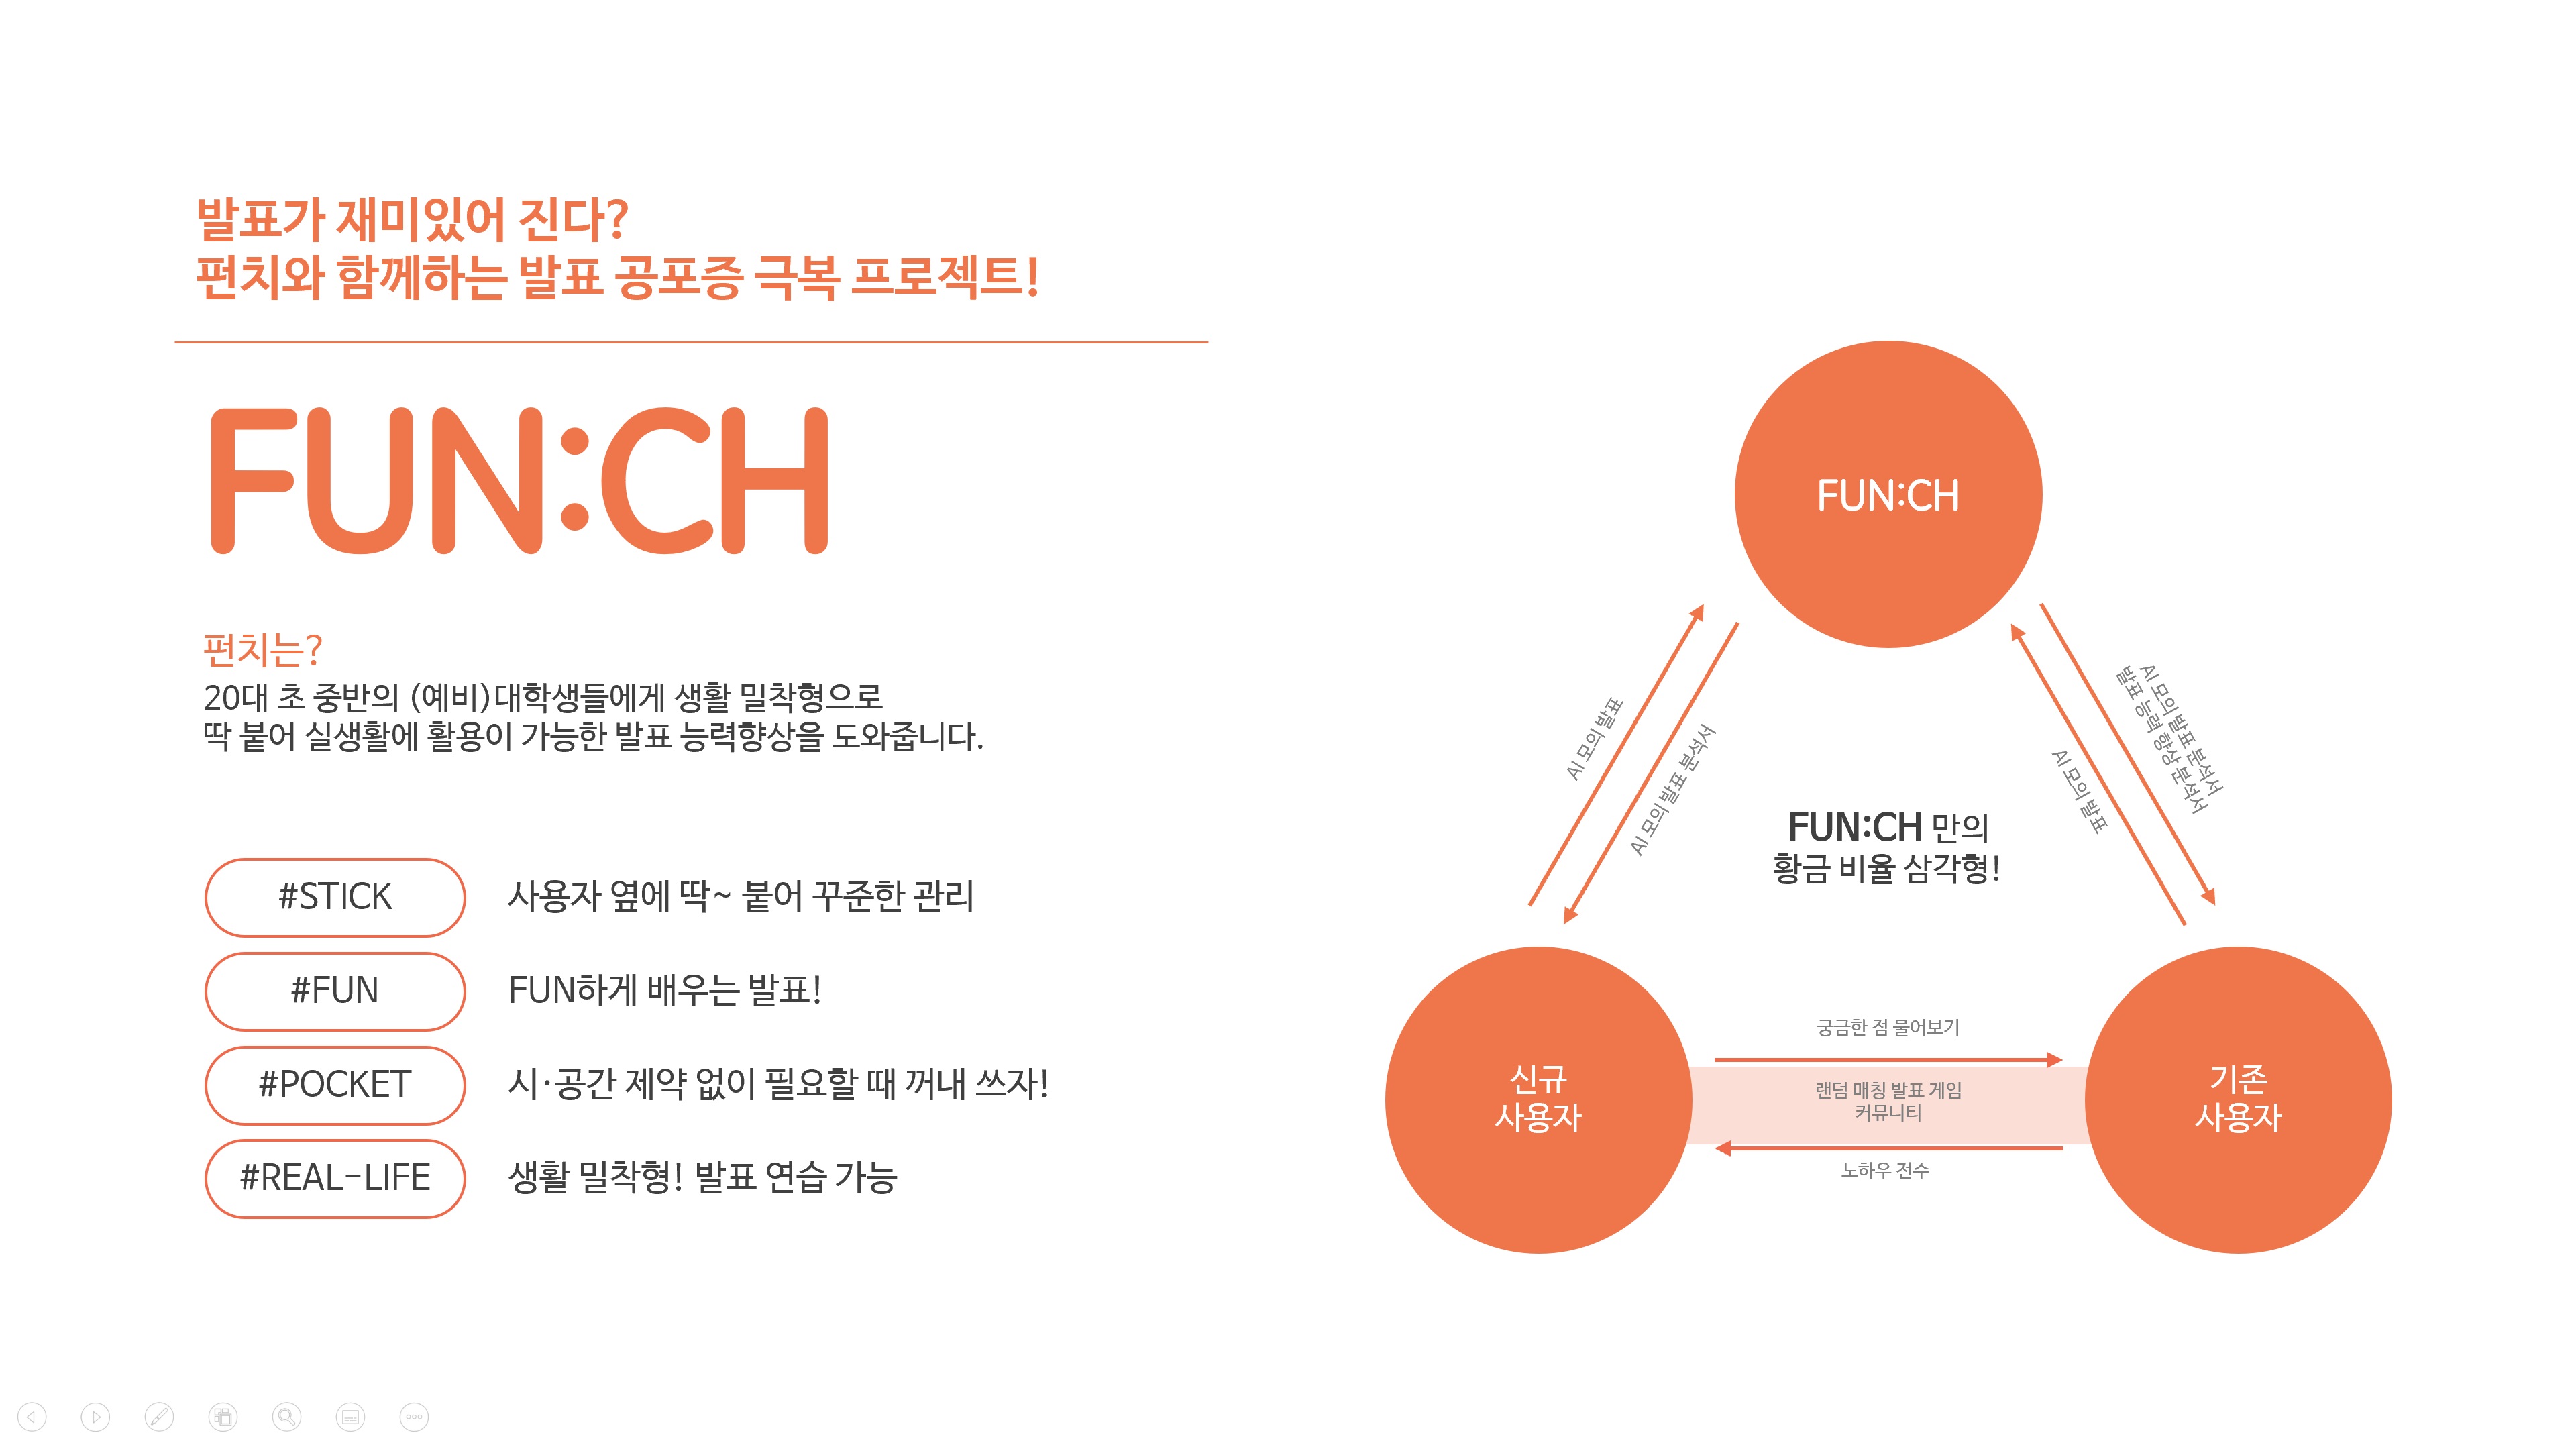 발표가 재미있어 진다?
펀치와 함께하는 발표 공포증 극복 프로젝트!
FUN:CH
펀치는?
20대 초 중반의 (예비)대학생들에게 생활 밀착형으로
딱 붙어 실생활에 활용이 가능한 발표 능력향상을 도와줍니다.
#STICK
사용자 옆에 딱~ 붙어 꾸준한 관리
#FUN
FUN하게 배우는 발표!
#POCKET
시·공간 제약 없이 필요할 때 꺼내 쓰자!
#REAL-LIFE
생활 밀착형! 발표 연습 가능
FUN:CH
AI 모의 발표
AI 모의 발표 분석서
AI 모의 발표 분석서
발표 능력 향상 분석서
AI 모의 발표
FUN:CH 만의
황금 비율 삼각형!
신규
사용자
궁금한 점 물어보기
랜덤 매칭 발표 게임
커뮤니티
노하우 전수
기존
사용자